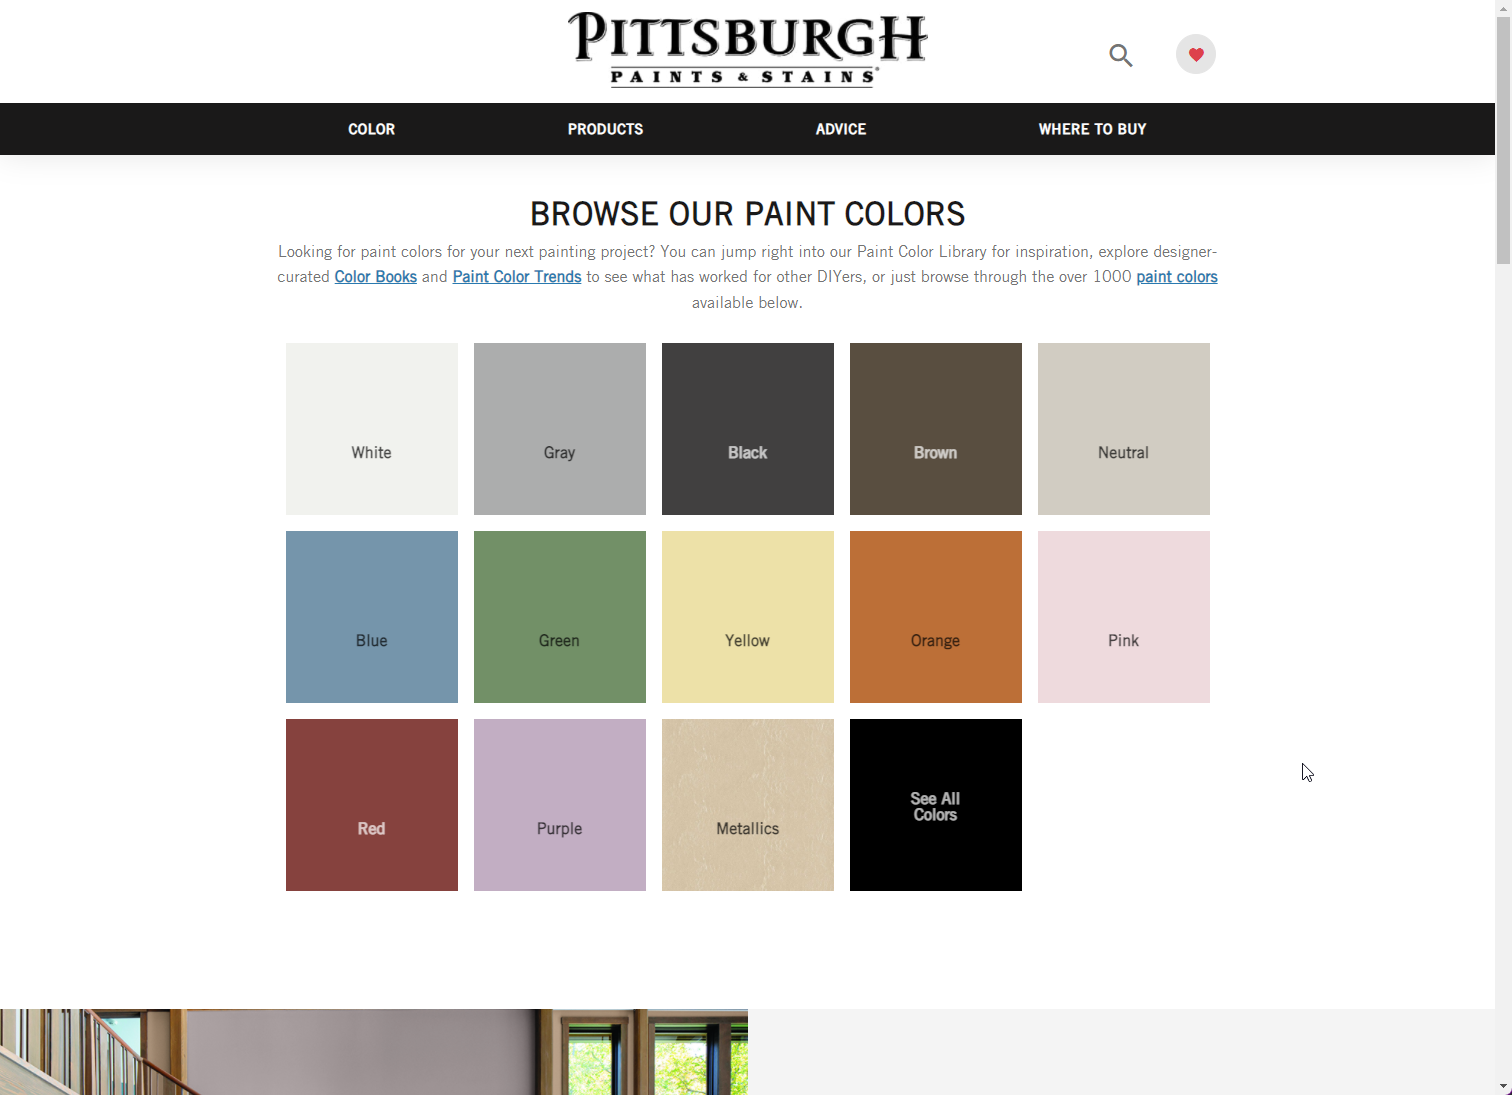 PITTSBURGH
PAINTS & STAINS®
COLOR
PRODUCTS
ADVICE
WHERE TO BUY
BROWSE OUR PAINT COLORS
Looking for paint colors for your next painting project? You can jump right into our Paint Color Library for inspiration, explore designer-
curated Color Books and Paint Color Trends to see what has worked for other DIYers, or just browse through the over 1000 paint colors
available below.
White
Gray
Black
Brown
Neutral
Blue
Green
Yellow
Orange
Pink
Red
Purple
Metallics
See All
Colors